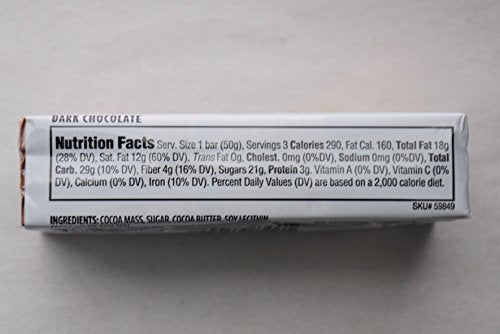 DARK CHOCOLATE
Nutrition Facts Serv. Size 1 bar (50g), Servings 3 Calories 290, Fat Cal. 160, Total Fat 18g
(28% DV), Sat. Fat 12g (60% DV), Trans Fat 0g, Cholest. 0mg (0%DV), Sodium 0mg (0%DV), Total
Carb. 29g (10% DV), Fiber 4g (16% DV), Sugars 21g, Protein 3g. Vitamin A (0% DV), Vitamin C (0%
DV), Calcium (0% DV), Iron (10% DV). Percent Daily Values (DV) are based on a 2,000 calorie diet.
SKU# 59849
INGREDIENTS: COCOA MASS, SUGAR, COCOA BUTTER, SOY LECITHIN